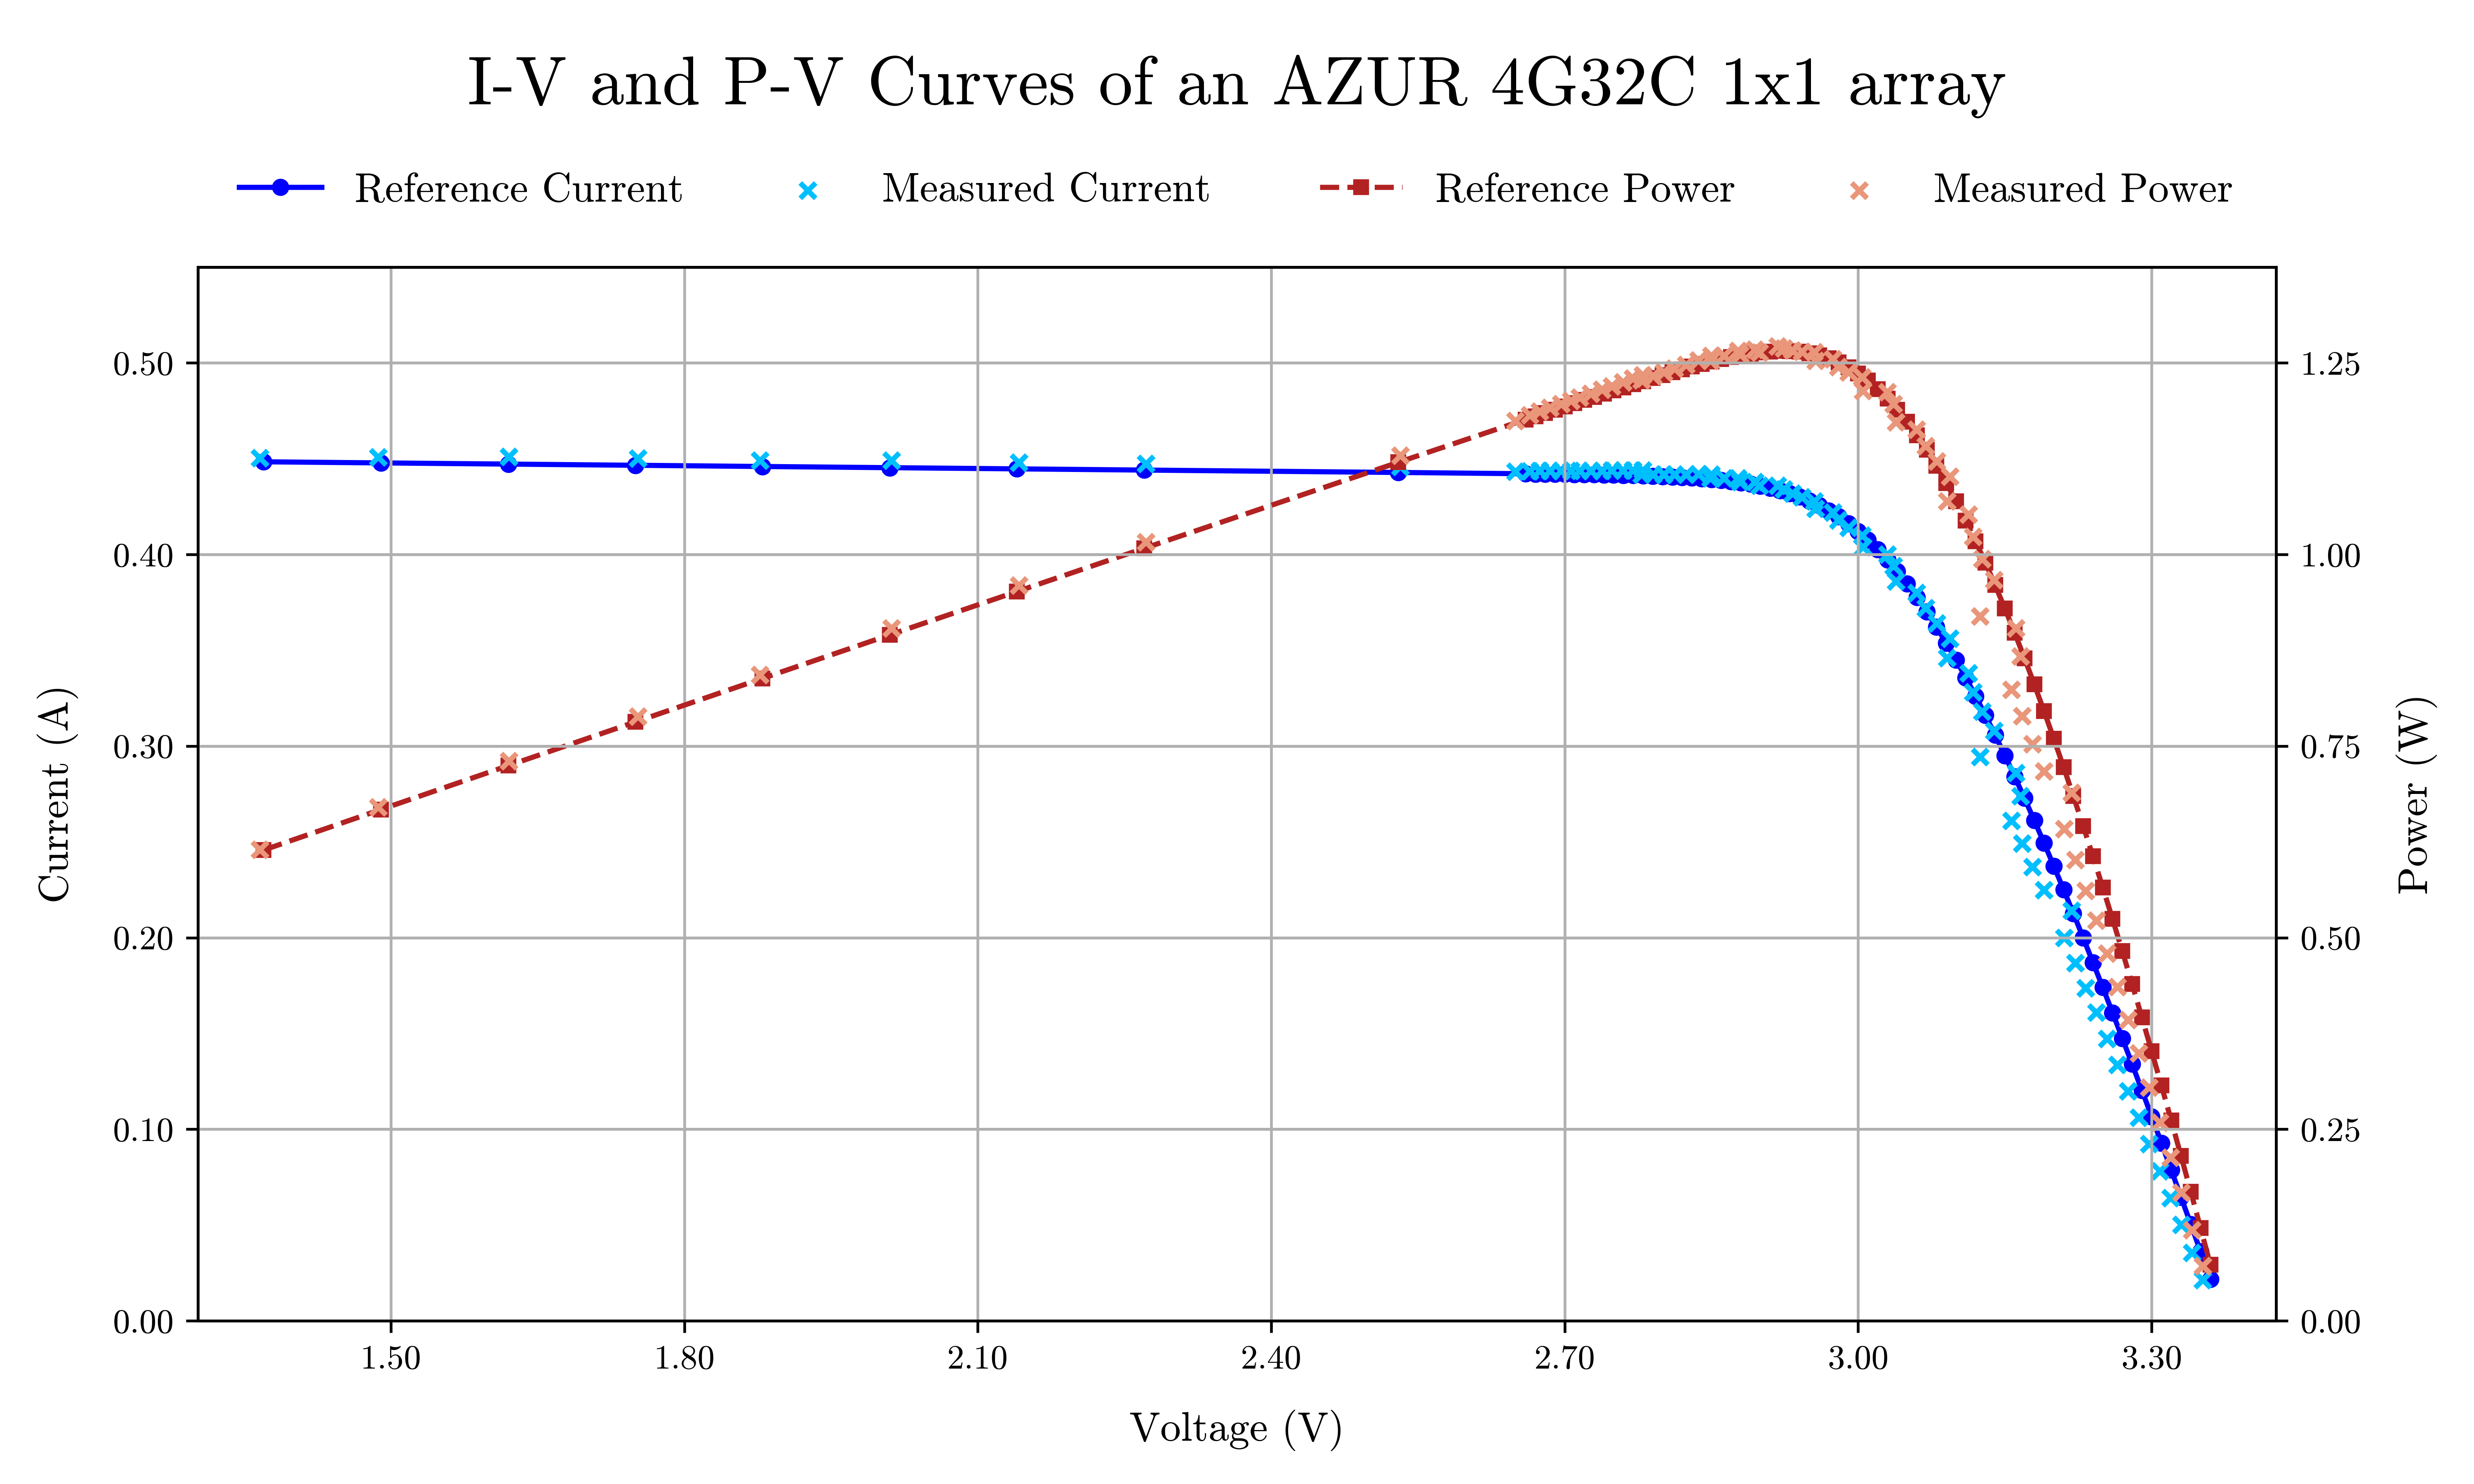 I-V and P-V Curves of an AZUR 4G32C 1x1 array
Reference Current Measured Current Reference Power Measured Power
0.50
0.40
0.30
0.20
0.10
0.00
Current (A)
1.25
1.00
0.75
0.50
0.25
0.00
Power (W)
1.50 1.80 2.10 2.40 2.70 3.00 3.30
Voltage (V)